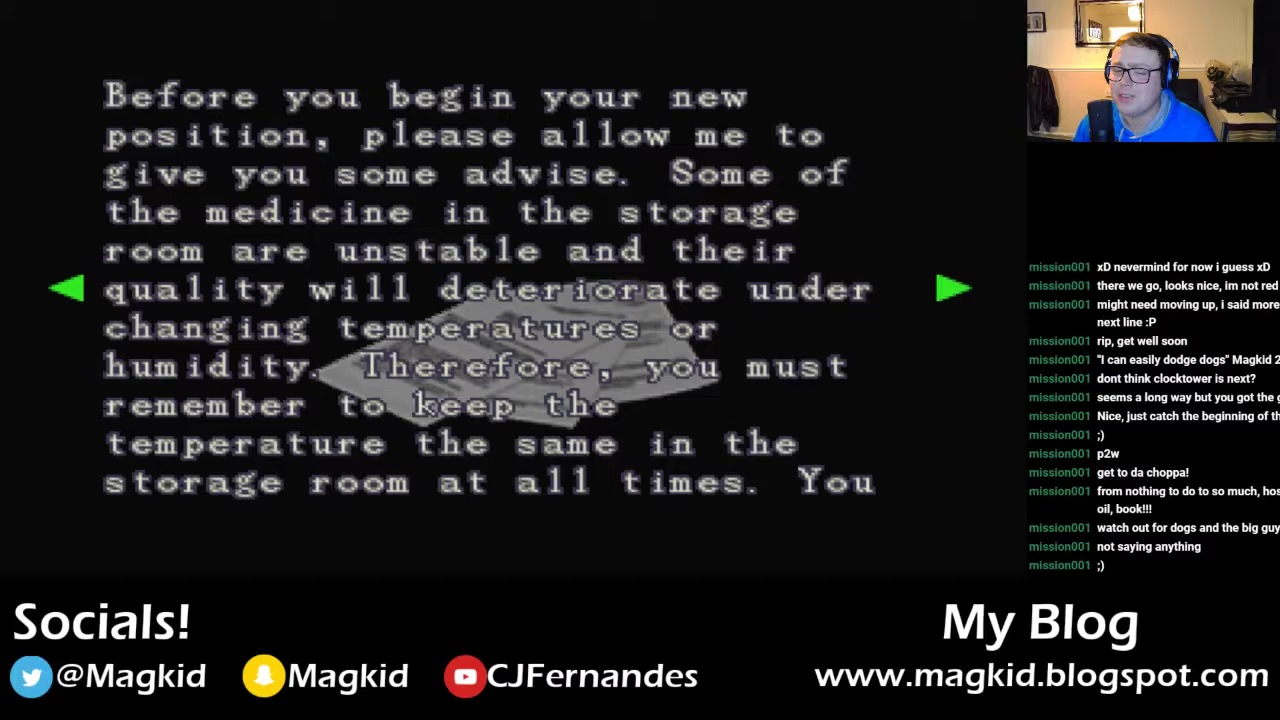 Before you begin your new
position, please allow me to
give you some advise. Some of
the medicine in the storage
room are unstable and their
quality will deteriorate under
changing temperatures or
humidity. Therefore, you must
remember to keep the
temperature the same in the
storage room at all times. You
mission001 xD nevermind for now i guess xD
mission001 there we go, looks nice, im not red
mission001 might need moving up, i said more
next line :P
mission001 rip, get well soon
mission001 "I can easily dodge dogs" Magkid 2
mission001 dont think clocktower is next?
mission001 seems a long way but you got the g
mission001 Nice, just catch the beginning of th
mission001 ;)
mission001 p2w
mission001 get to da choppa!
mission001 from nothing to do to so much, hos
oil, book!!!
mission001 watch out for dogs and the big guy
mission001 not saying anything
mission001 ;)
Socials!
@Magkid
Magkid
CJFernandes
My Blog
www.magkid.blogspot.com